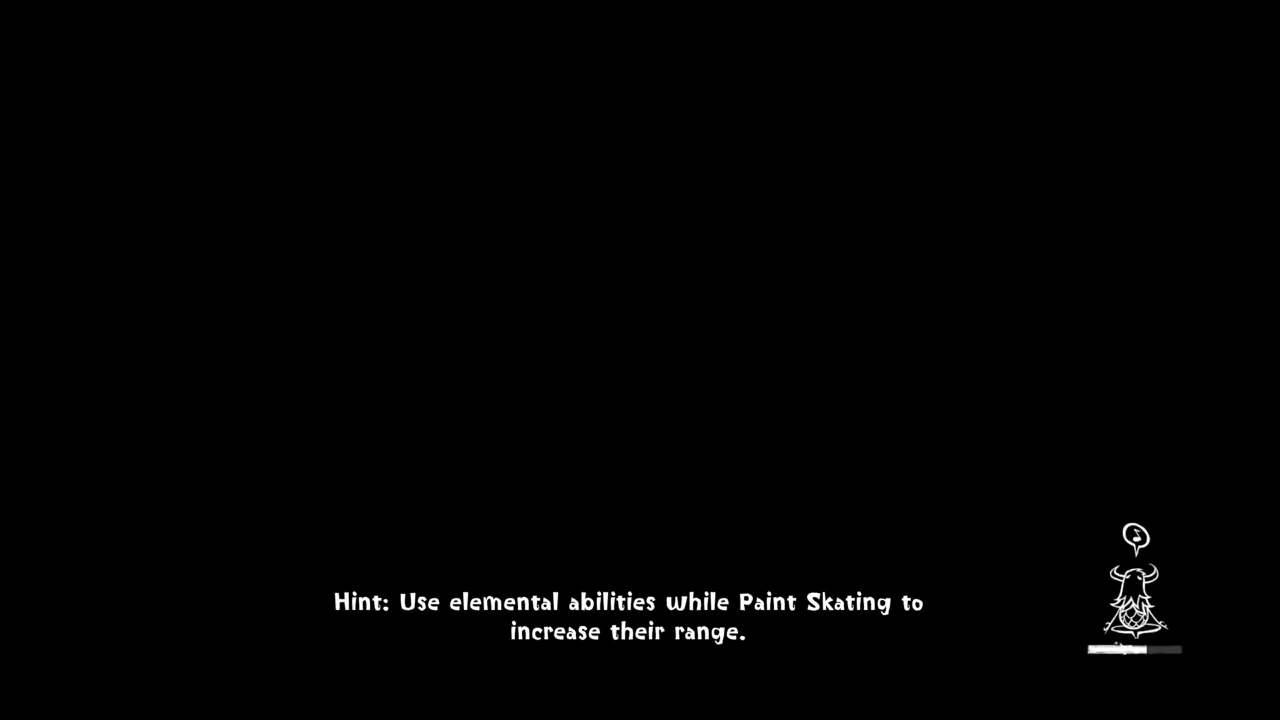 Hint: Use elemental abilities while Paint Skating to
increase their range.